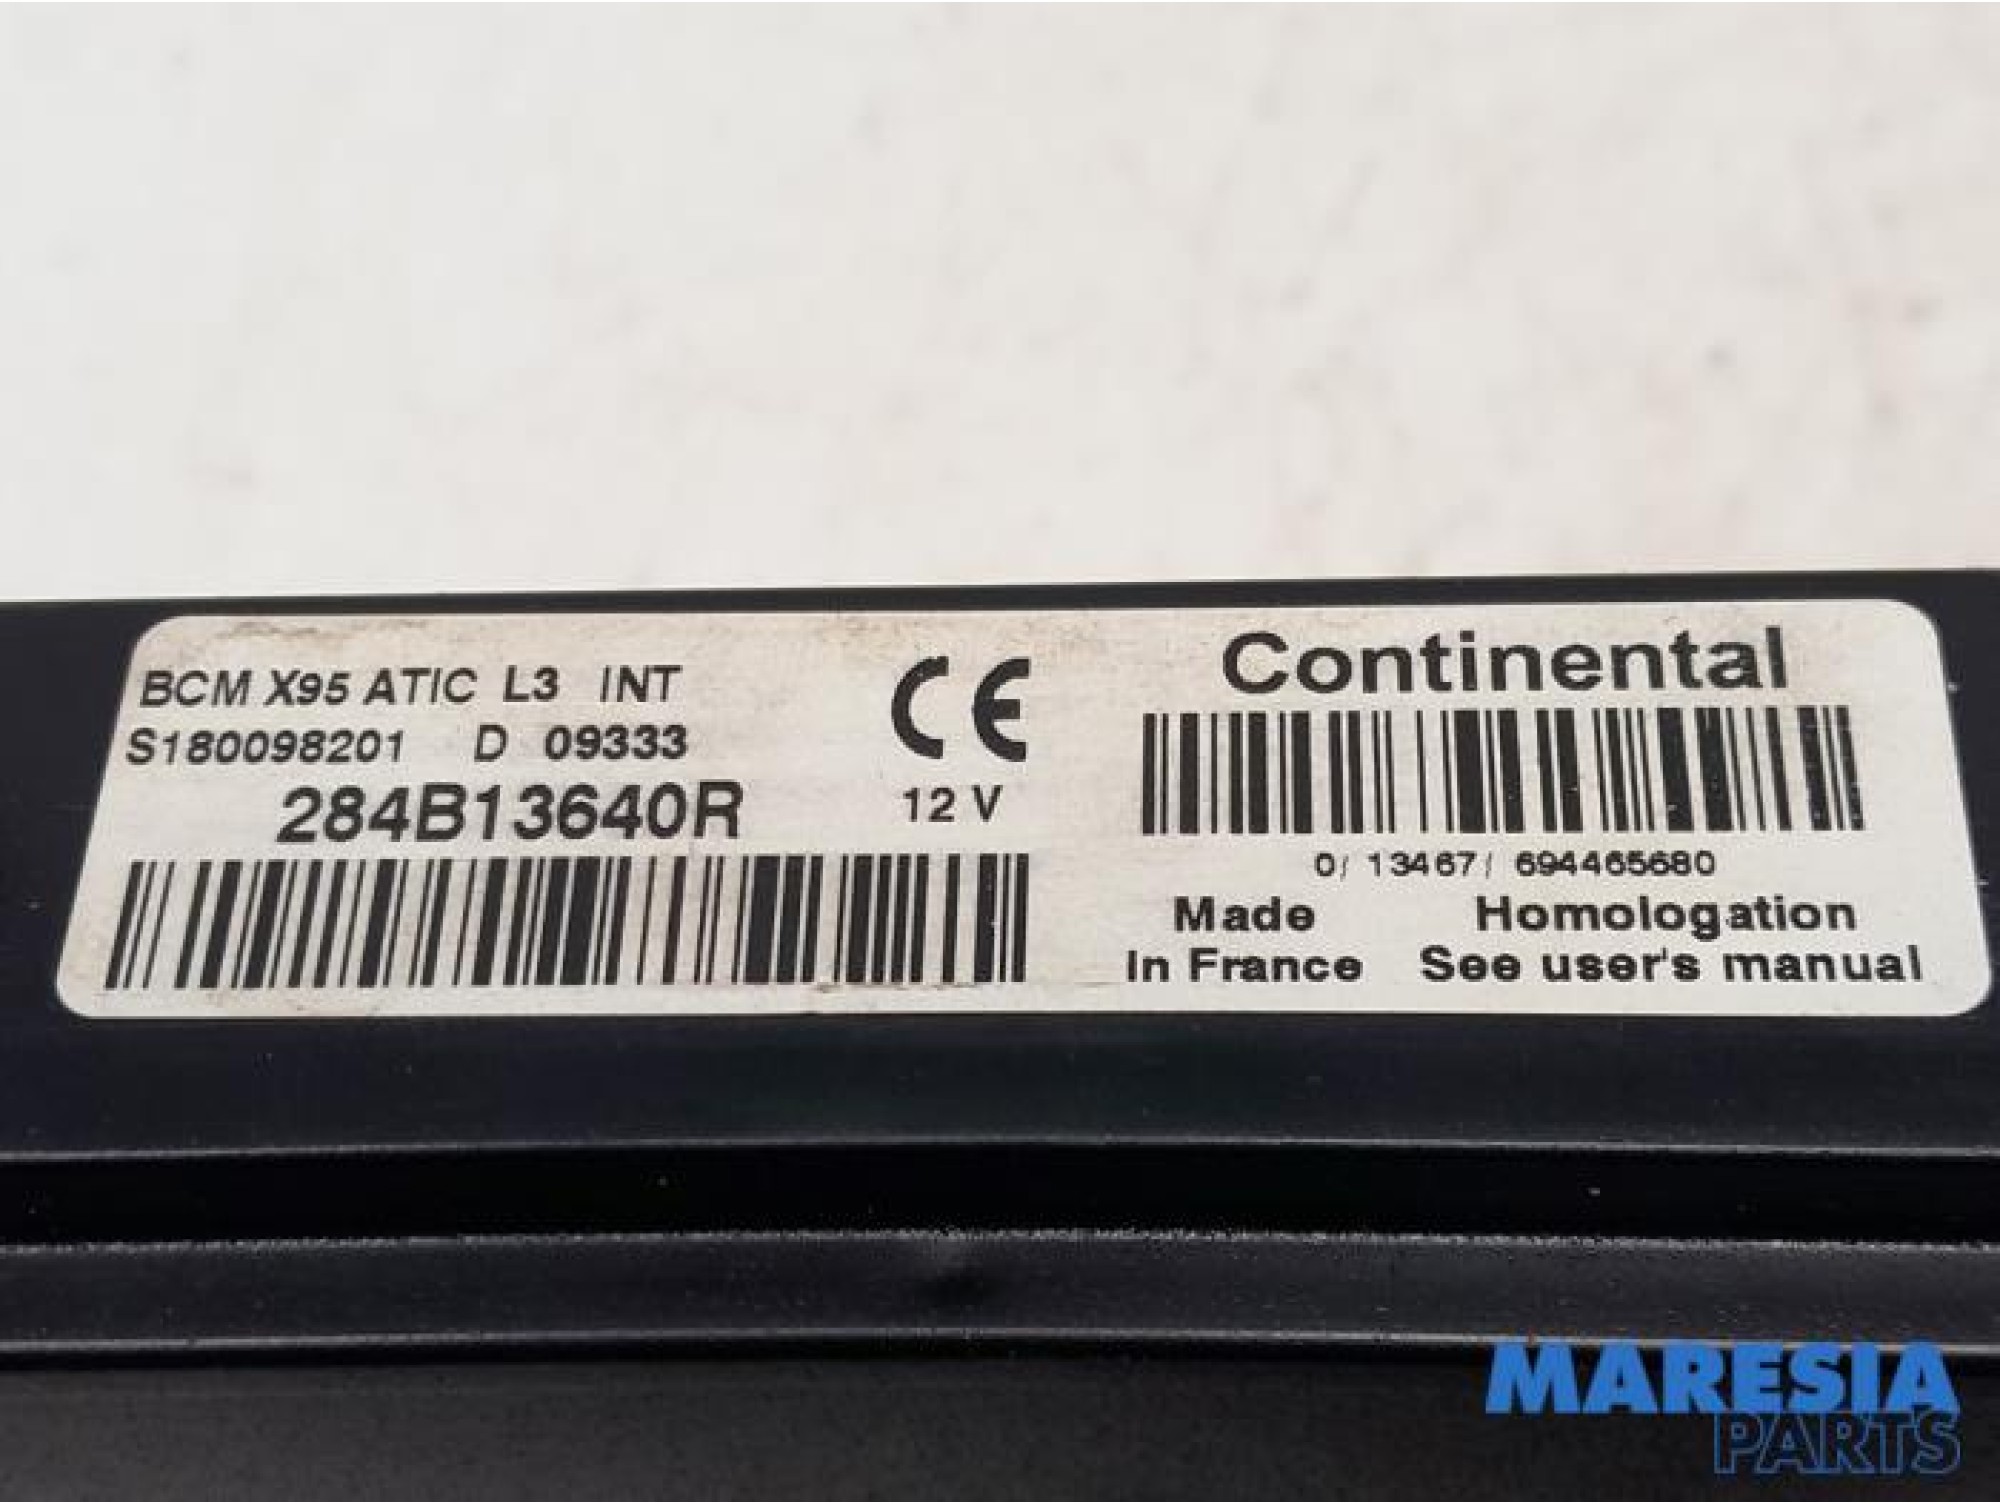 BCM X95 ATIC L3 INT
S180098201 D 09333
284B13640R
CE
12 V
Continental
0/ 13467/ 694465680
Made
In France
Homologation
See user's manual
MARESIA
PARTS